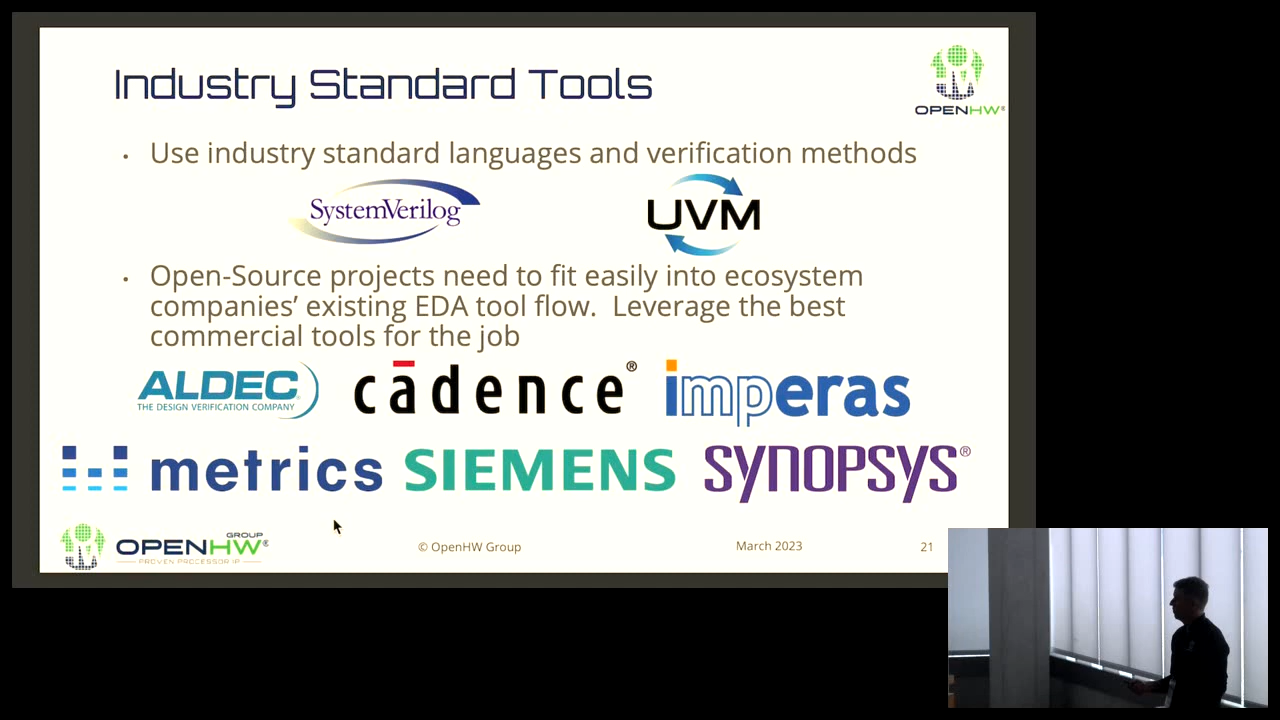 Industry Standard Tools
OPENHW®
• Use industry standard languages and verification methods
SystemVerilog
UVM
• Open-Source projects need to fit easily into ecosystem
companies’ existing EDA tool flow. Leverage the best
commercial tools for the job
ALDEC
THE DESIGN VERIFICATION COMPANY
cādence®
imperas
metrics
SIEMENS
SYNOPSYS®
GROUP
OPENHW®
PROVEN PROCESSOR IP
© OpenHW Group
March 2023
21